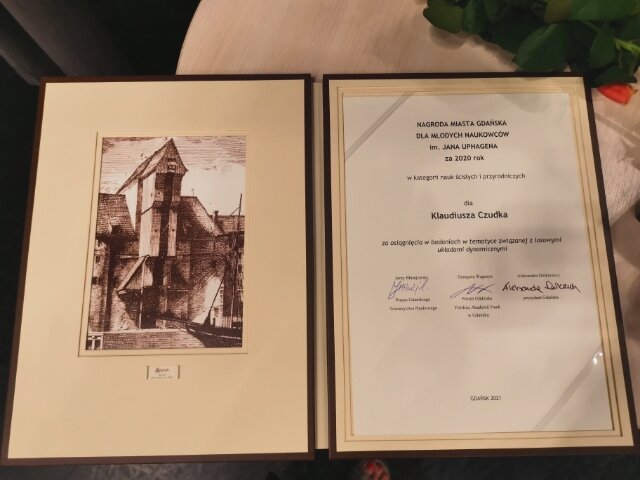 NAGRODA MIASTA GDAŃSKA
DLA MŁODYCH NAUKOWCÓW
im. JANA UPHAGENA
za 2020 rok
w kategorii nauk ścisłych i przyrodniczych
dla
Klaudiusza Czudka
za osiągnięcia w badaniach w tematyce związanej z losowymi
układami dynamicznymi
Jerzy Błażejowski
Prezes Gdańskiego
Towarzystwa Naukowego
Grzegorz Węgrzyn
Prezes Oddziału
Polskiej Akademii Nauk
w Gdańsku
Aleksandra Dulkiewicz
prezydent Gdańska
GDAŃSK 2021